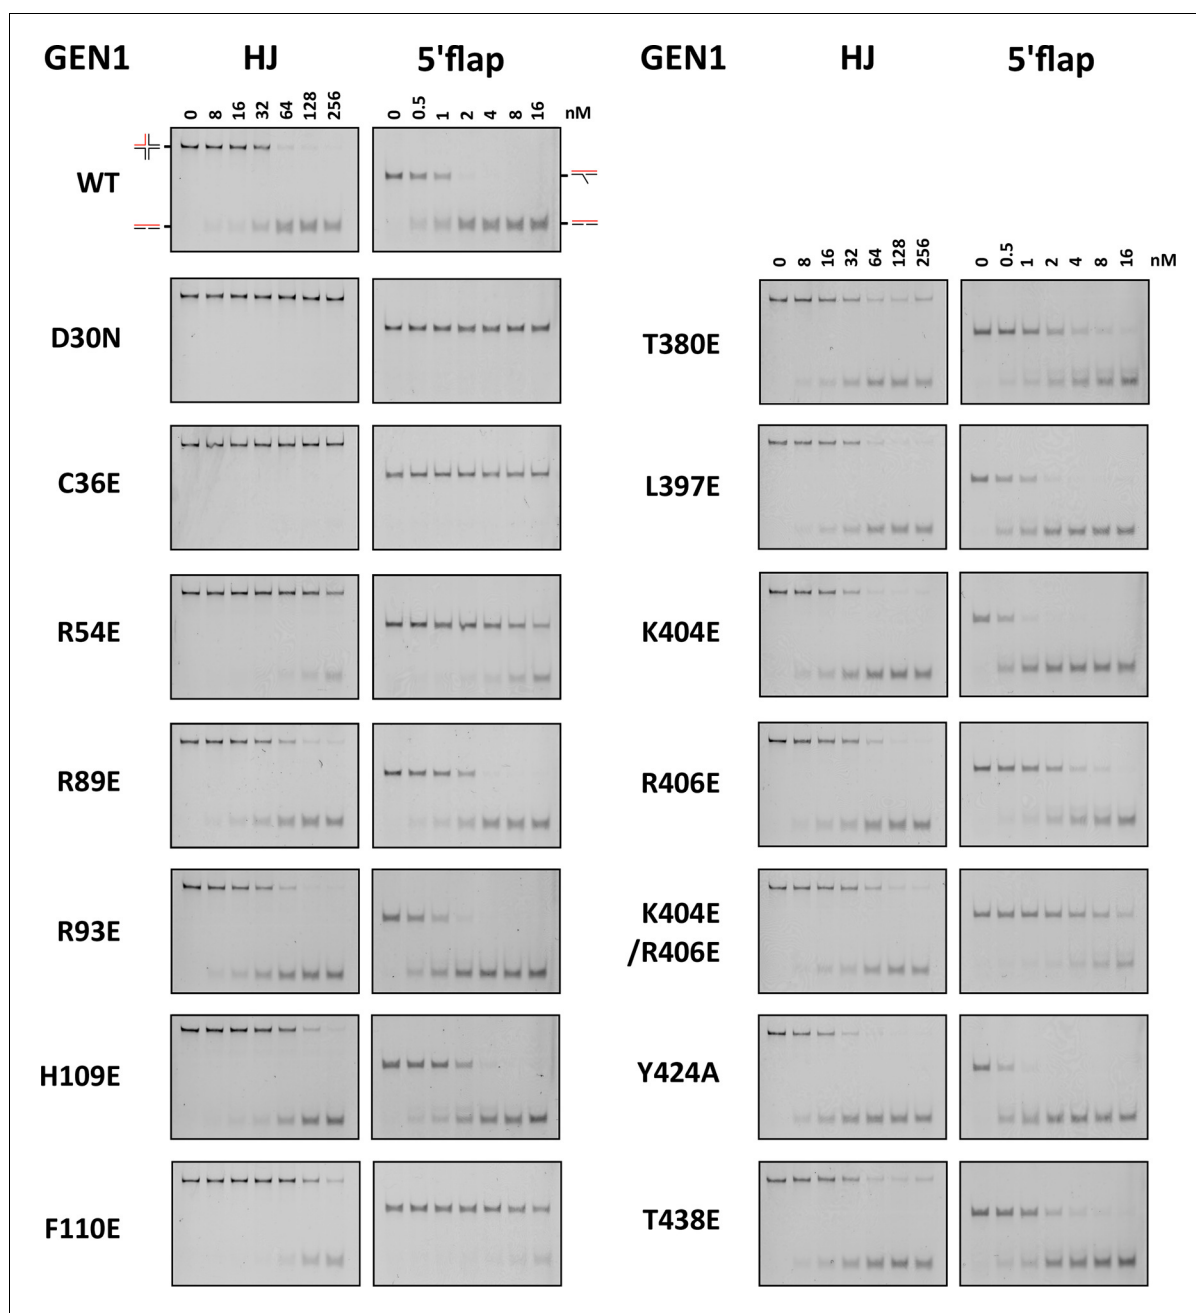 GEN1 HJ 5'flap
0 8 16 32 64 128 256 0 0.5 1 2 4 8 16 nM
WT
D30N
C36E
R54E
R89E
R93E
H109E
F110E
GEN1 HJ 5'flap
0 8 16 32 64 128 256 0 0.5 1 2 4 8 16 nM
T380E
L397E
K404E
R406E
K404E
/R406E
Y424A
T438E